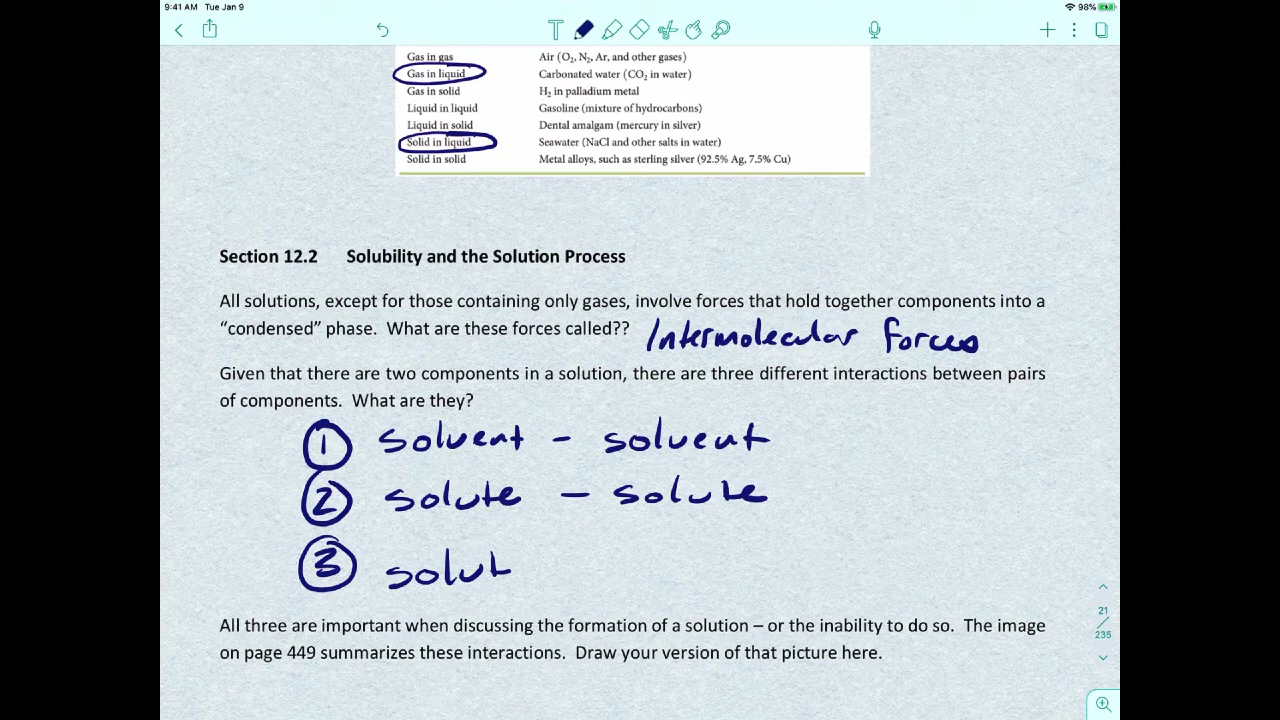 9:41 AM Tue Jan 9 98%
Gas in gas Air (O₂, N₂, Ar, and other gases)
Gas in liquid Carbonated water (CO₂ in water)
Gas in solid H₂ in palladium metal
Liquid in liquid Gasoline (mixture of hydrocarbons)
Liquid in solid Dental amalgam (mercury in silver)
Solid in liquid Seawater (NaCl and other salts in water)
Solid in solid Metal alloys, such as sterling silver (92.5% Ag, 7.5% Cu)
Section 12.2 Solubility and the Solution Process
All solutions, except for those containing only gases, involve forces that hold together components into a
“condensed” phase. What are these forces called?? Intermolecular forces
Given that there are two components in a solution, there are three different interactions between pairs
of components. What are they?
1 solvent - solvent
2 solute - solute
3 solut
All three are important when discussing the formation of a solution – or the inability to do so. The image
on page 449 summarizes these interactions. Draw your version of that picture here.
21
/
235